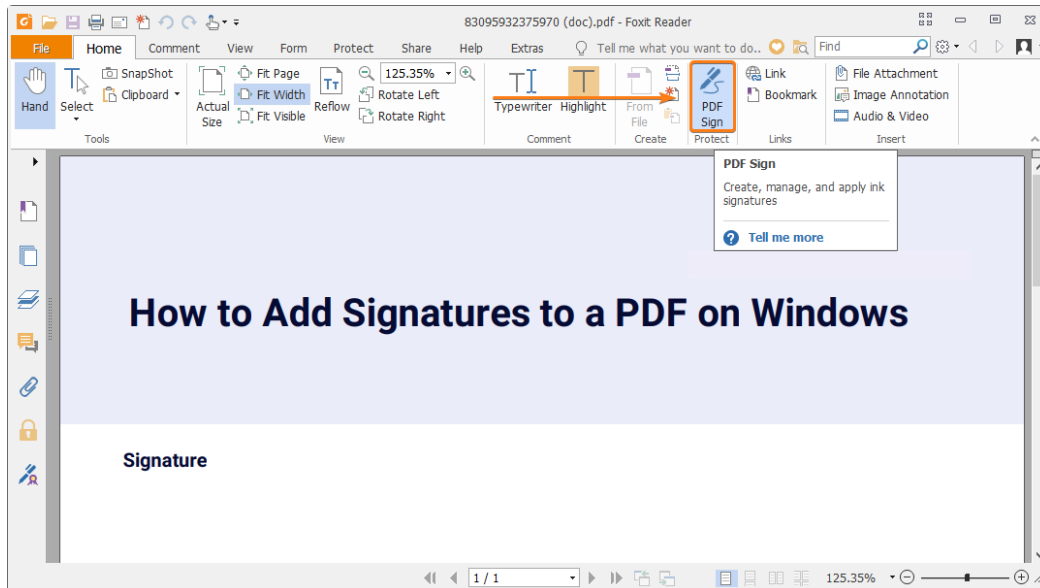 83095932375970 (doc).pdf - Foxit Reader
File Home Comment View Form Protect Share Help Extras Tell me what you want to do.. Find
Hand
Select
SnapShot
Clipboard
Tools
Actual
Size
Fit Page
Fit Width
Fit Visible
Reflow
125.35%
Rotate Left
Rotate Right
View
Typewriter
Highlight
Comment
From
File
Create
PDF
Sign
Protect
Link
Bookmark
Links
File Attachment
Image Annotation
Audio & Video
Insert
PDF Sign
Create, manage, and apply ink
signatures
Tell me more
How to Add Signatures to a PDF on Windows
Signature
1 / 1
125.35%